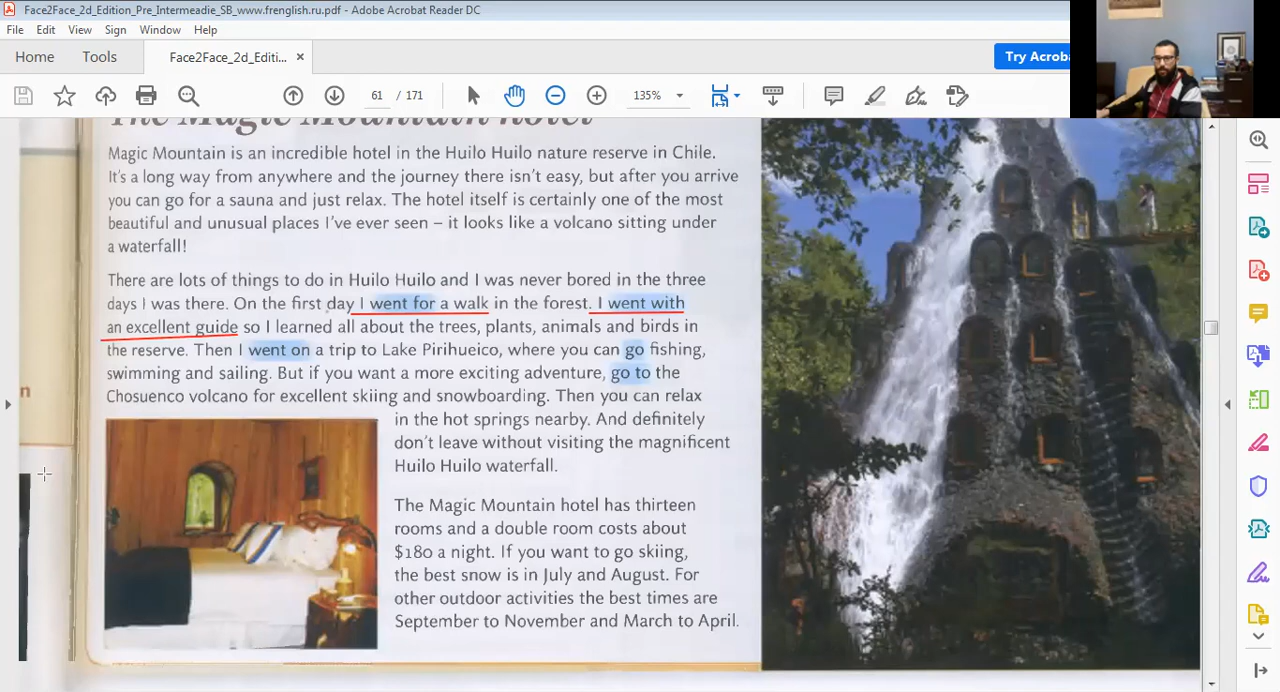 Face2Face_2d_Edition_Pre_Intermeadie_SB_www.frenglish.ru.pdf - Adobe Acrobat Reader DC
File Edit View Sign Window Help
Home Tools Face2Face_2d_Editi... × Try Acroba
61 / 171 135%
The Magic Mountain hotel
Magic Mountain is an incredible hotel in the Huilo Huilo nature reserve in Chile.
It's a long way from anywhere and the journey there isn't easy, but after you arrive
you can go for a sauna and just relax. The hotel itself is certainly one of the most
beautiful and unusual places I've ever seen – it looks like a volcano sitting under
a waterfall!
There are lots of things to do in Huilo Huilo and I was never bored in the three
days I was there. On the first day I went for a walk in the forest. I went with
an excellent guide so I learned all about the trees, plants, animals and birds in
the reserve. Then I went on a trip to Lake Pirihueico, where you can go fishing,
swimming and sailing. But if you want a more exciting adventure, go to the
Chosuenco volcano for excellent skiing and snowboarding. Then you can relax
in the hot springs nearby. And definitely
don't leave without visiting the magnificent
Huilo Huilo waterfall.
The Magic Mountain hotel has thirteen
rooms and a double room costs about
$180 a night. If you want to go skiing,
the best snow is in July and August. For
other outdoor activities the best times are
September to November and March to April.
n